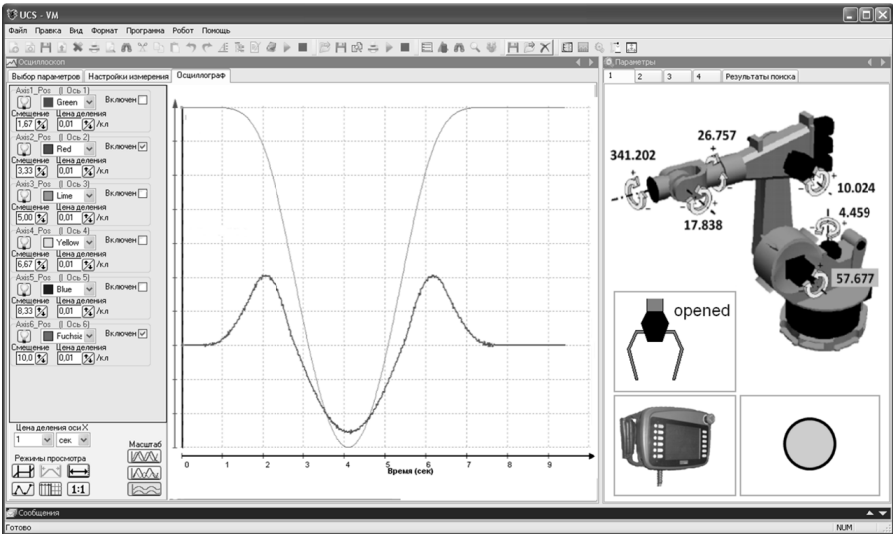 UCS - VM
Файл Правка Вид Формат Программа Робот Помощь
Осциллоскоп
Параметры
Выбор параметров Настройки измерения Осциллограф
1 2 3 4 Результаты поиска
Axis1_Pos (I Ось 1)
Green Включен
Смещение Цена деления
1,67 0,01 /кл
Axis2_Pos (I Ось 2)
Red Включен
Смещение Цена деления
3,33 0,01 /кл
Axis3_Pos (I Ось 3)
Lime Включен
Смещение Цена деления
5,00 0,01 /кл
Axis4_Pos (I Ось 4)
Yellow Включен
Смещение Цена деления
6,67 0,01 /кл
Axis5_Pos (I Ось 5)
Blue Включен
Смещение Цена деления
8,33 0,01 /кл
Axis6_Pos (I Ось 6)
Fuchsia Включен
Смещение Цена деления
10,0 0,01 /кл
Цена деления оси X
1 сек
Масштаб
Режимы просмотра
1:1
0 1 2 3 4 5 6 7 8 9
Время (сек)
341.202
26.757
10.024
17.838
4.459
57.677
opened
Сообщения
Готово
NUM